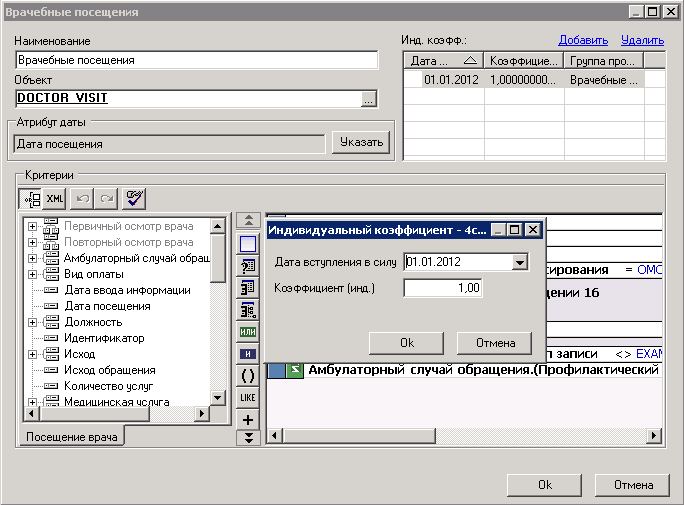 Врачебные посещения
Наименование
Врачебные посещения
Объект
DOCTOR_VISIT
...
Атрибут даты
Дата посещения
Указать
Инд. коэфф.:
Добавить
Удалить
Дата ... Коэффицие... Группа про...
01.01.2012 1,00000000... Врачебные ...
Критерии
XML
Первичный осмотр врача
Повторный осмотр врача
Амбулаторный случай обращ
Вид оплаты
Дата ввода информации
Дата посещения
Должность
Идентификатор
Исход
Исход обращения
Количество услуг
Медицинская услуга
Посещение врача
ИЛИ
И
( )
LIKE
+
Индивидуальный коэффициент - 4с...
Дата вступления в силу 01.01.2012
Коэффициент (инд.) 1,00
Ok
Отмена
сирования = ОМС
щении 1б
п записи <> EXAM
Амбулаторный случай обращения.(Профилактический
Ok
Отмена